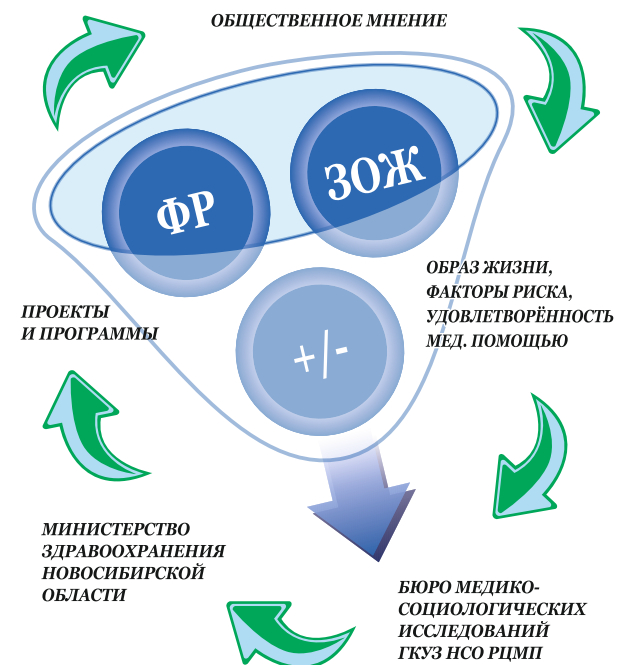 ОБЩЕСТВЕННОЕ МНЕНИЕ
ФР
ЗОЖ
+/-
ОБРАЗ ЖИЗНИ,
ФАКТОРЫ РИСКА,
УДОВЛЕТВОРЁННОСТЬ
МЕД. ПОМОЩЬЮ
ПРОЕКТЫ
И ПРОГРАММЫ
МИНИСТЕРСТВО
ЗДРАВООХРАНЕНИЯ
НОВОСИБИРСКОЙ
ОБЛАСТИ
БЮРО МЕДИКО-
СОЦИОЛОГИЧЕСКИХ
ИССЛЕДОВАНИЙ
ГКУЗ НСО РЦМП